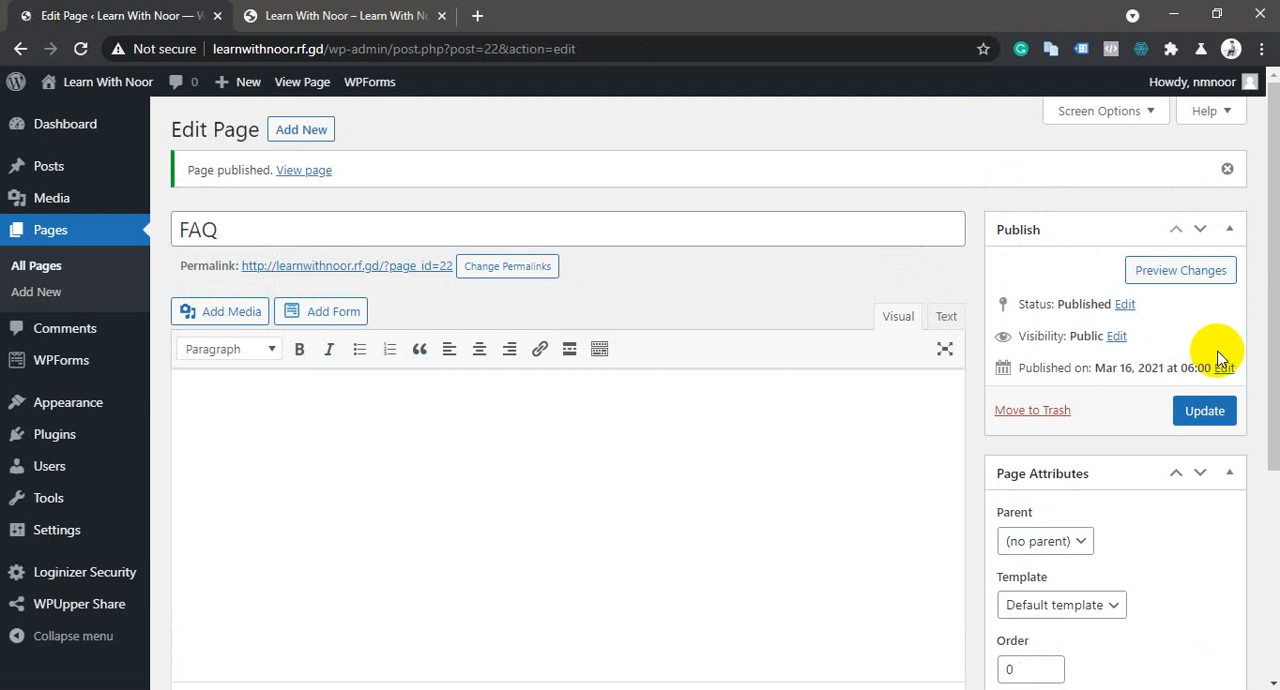 Edit Page ‹ Learn With Noor — W
Learn With Noor – Learn With N
Not secure
learnwithnoor.rf.gd/wp-admin/post.php?post=22&action=edit
Learn With Noor
0
New
View Page
WPForms
Howdy, nmnoor
Dashboard
Posts
Media
Pages
All Pages
Add New
Comments
WPForms
Appearance
Plugins
Users
Tools
Settings
Loginizer Security
WPUpper Share
Collapse menu
Screen Options
Help
Edit Page
Add New
Page published. View page
FAQ
Permalink: http://learnwithnoor.rf.gd/?page_id=22 Change Permalinks
Add Media
Add Form
Visual
Text
Paragraph
Publish
Preview Changes
Status: Published Edit
Visibility: Public Edit
Published on: Mar 16, 2021 at 06:00 Edit
Move to Trash
Update
Page Attributes
Parent
(no parent)
Template
Default template
Order
0